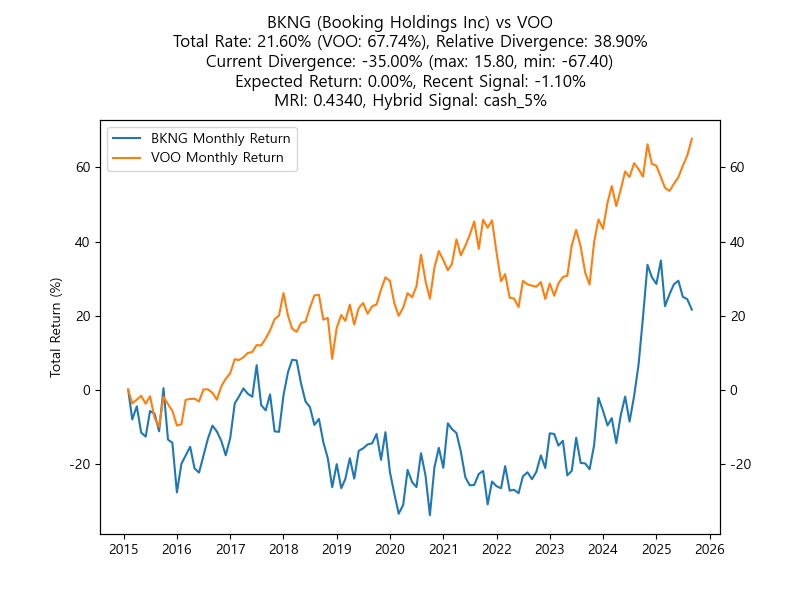 BKNG (Booking Holdings Inc) vs VOO
Total Rate: 21.60% (VOO: 67.74%), Relative Divergence: 38.90%
Current Divergence: -35.00% (max: 15.80, min: -67.40)
Expected Return: 0.00%, Recent Signal: -1.10%
MRI: 0.4340, Hybrid Signal: cash_5%
BKNG Monthly Return
VOO Monthly Return
Total Return (%)
60
40
20
0
-20
60
40
20
0
-20
2015 2016 2017 2018 2019 2020 2021 2022 2023 2024 2025 2026